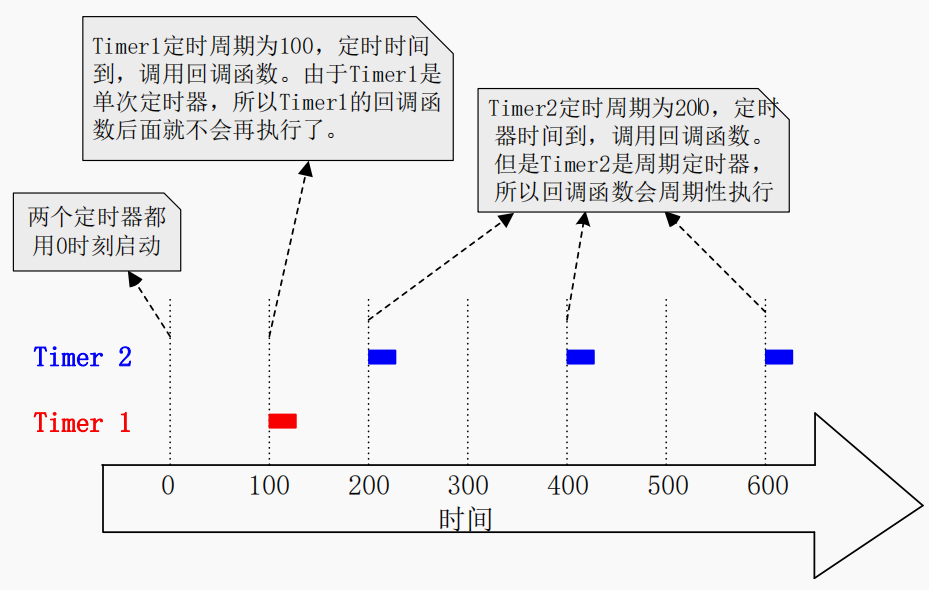 Timer1定时周期为100，定时时间
到，调用回调函数。由于Timer1是
单次定时器，所以Timer1的回调函
数后面就不会再执行了。
Timer2定时周期为200，定时
器时间到，调用回调函数。
但是Timer2是周期定时器，
所以回调函数会周期性执行
两个定时器都
用0时刻启动
Timer 2
Timer 1
0 100 200 300 400 500 600
时间